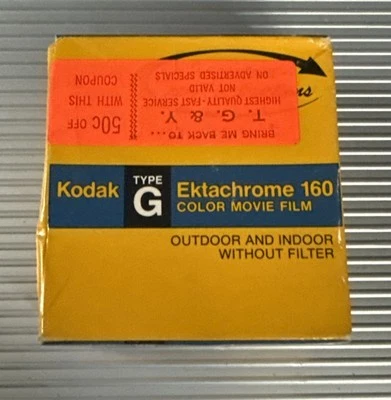 BRING ME BACK TO...
T. G. & Y.
HIGHEST QUALITY - FAST SERVICE
NOT VALID
ON ADVERTISED SPECIALS
50¢ OFF
WITH THIS
COUPON
Kodak
TYPE
G
Ektachrome 160
COLOR MOVIE FILM
OUTDOOR AND INDOOR
WITHOUT FILTER